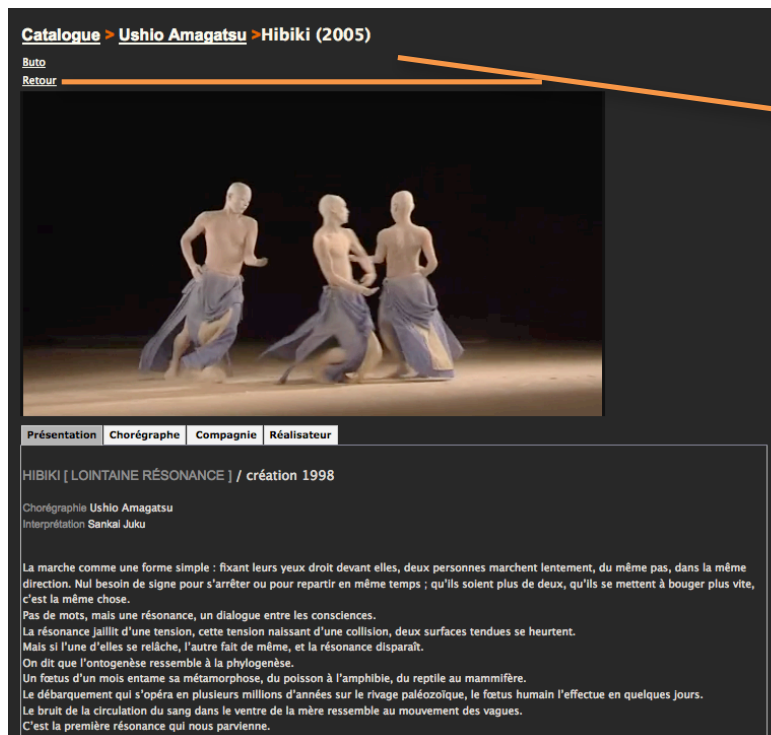 Catalogue > Ushio Amagatsu >Hibiki (2005)
Buto
Retour
Présentation Chorégraphe Compagnie Réalisateur
HIBIKI [ LOINTAINE RÉSONANCE ] / création 1998
Chorégraphie Ushio Amagatsu
Interprétation Sankai Juku
La marche comme une forme simple : fixant leurs yeux droit devant elles, deux personnes marchent lentement, du même pas, dans la même
direction. Nul besoin de signe pour s'arrêter ou pour repartir en même temps ; qu'ils soient plus de deux, qu'ils se mettent à bouger plus vite,
c'est la même chose.
Pas de mots, mais une résonance, un dialogue entre les consciences.
La résonance jaillit d'une tension, cette tension naissant d'une collision, deux surfaces tendues se heurtent.
Mais si l'une d'elles se relâche, l'autre fait de même, et la résonance disparaît.
On dit que l'ontogenèse ressemble à la phylogenèse.
Un fœtus d'un mois entame sa métamorphose, du poisson à l'amphibie, du reptile au mammifère.
Le débarquement qui s'opéra en plusieurs millions d'années sur le rivage paléozoïque, le fœtus humain l'effectue en quelques jours.
Le bruit de la circulation du sang dans le ventre de la mère ressemble au mouvement des vagues.
C'est la première résonance qui nous parvienne.